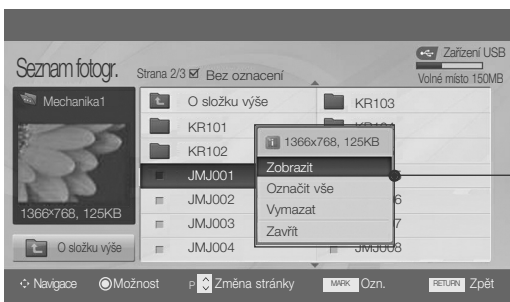 Zařízení USB
Seznam fotogr.
Strana 2/3 Bez oznacení
Volné místo 150MB
Mechanika1
1366x768, 125KB
O složku výše
O složku výše
KR101
KR102
JMJ001
JMJ002
JMJ003
JMJ004
KR103
1366x768, 125KB
Zobrazit
Označit vše
Vymazat
Zavřít
JMJ008
Navigace
Možnost
P Změna stránky
MARK Ozn.
RETURN Zpět